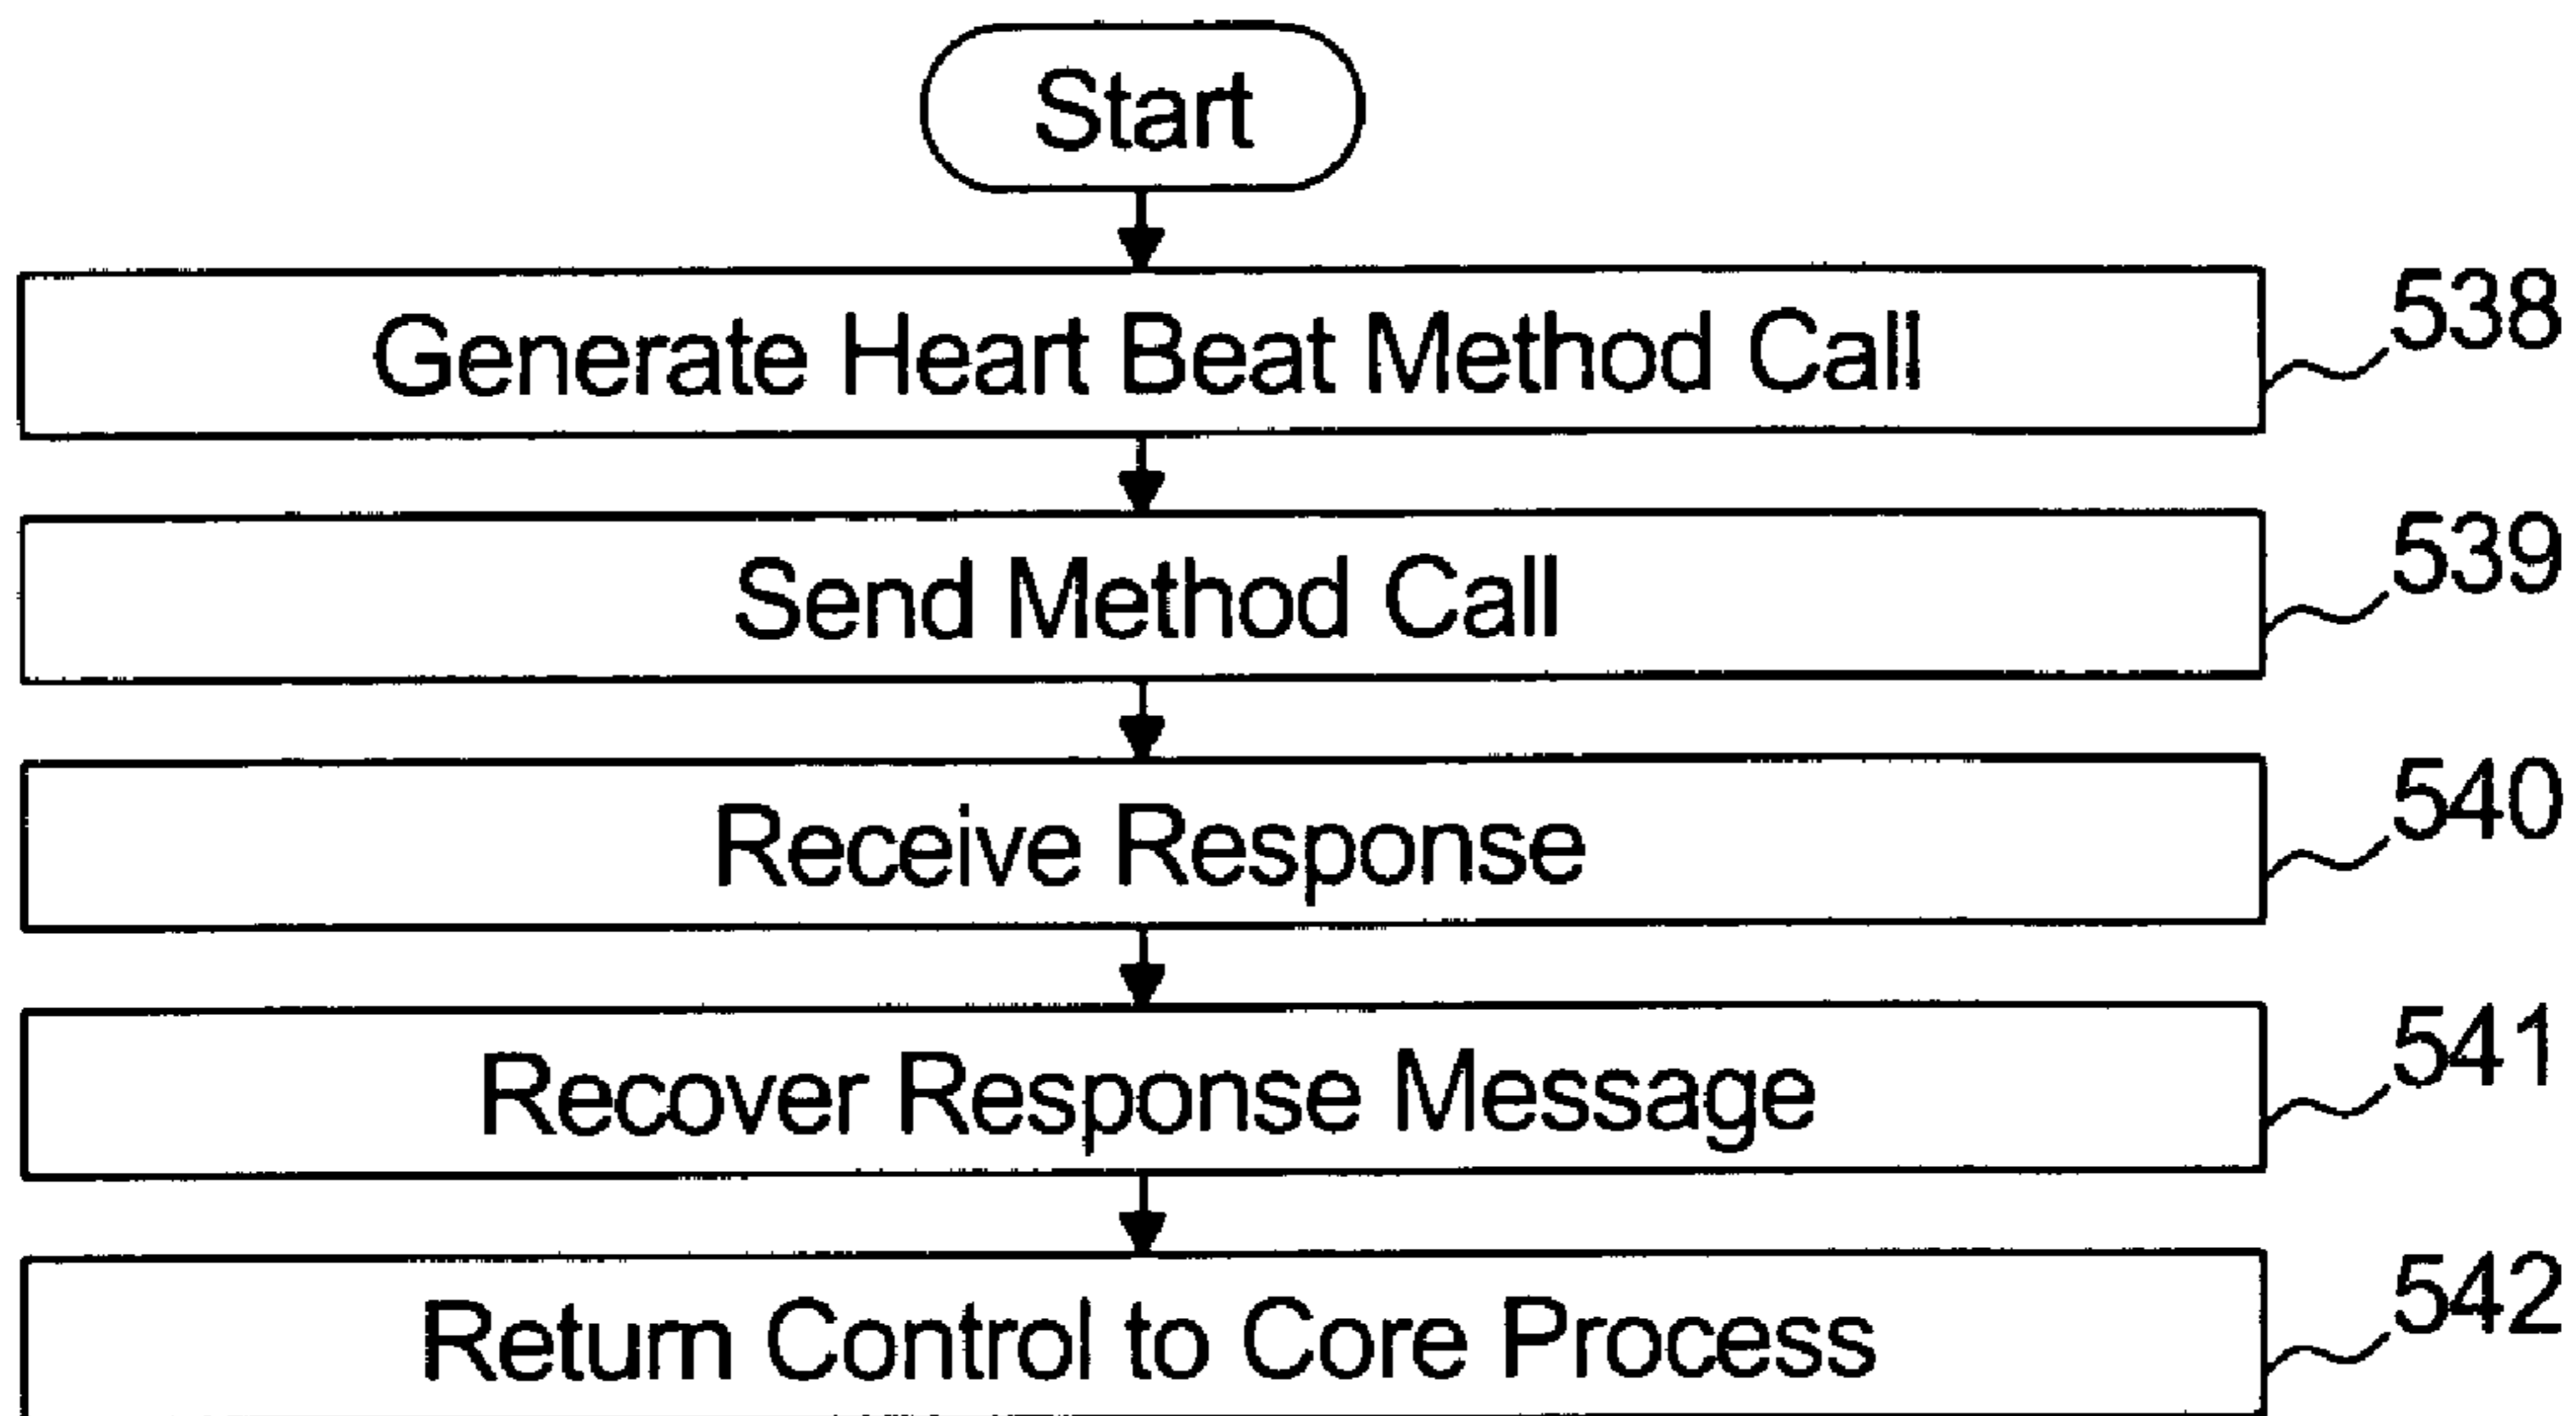 Start
Generate Heart Beat Method Call
538
Send Method Call
539
Receive Response
540
Recover Response Message
541
Return Control to Core Process
542